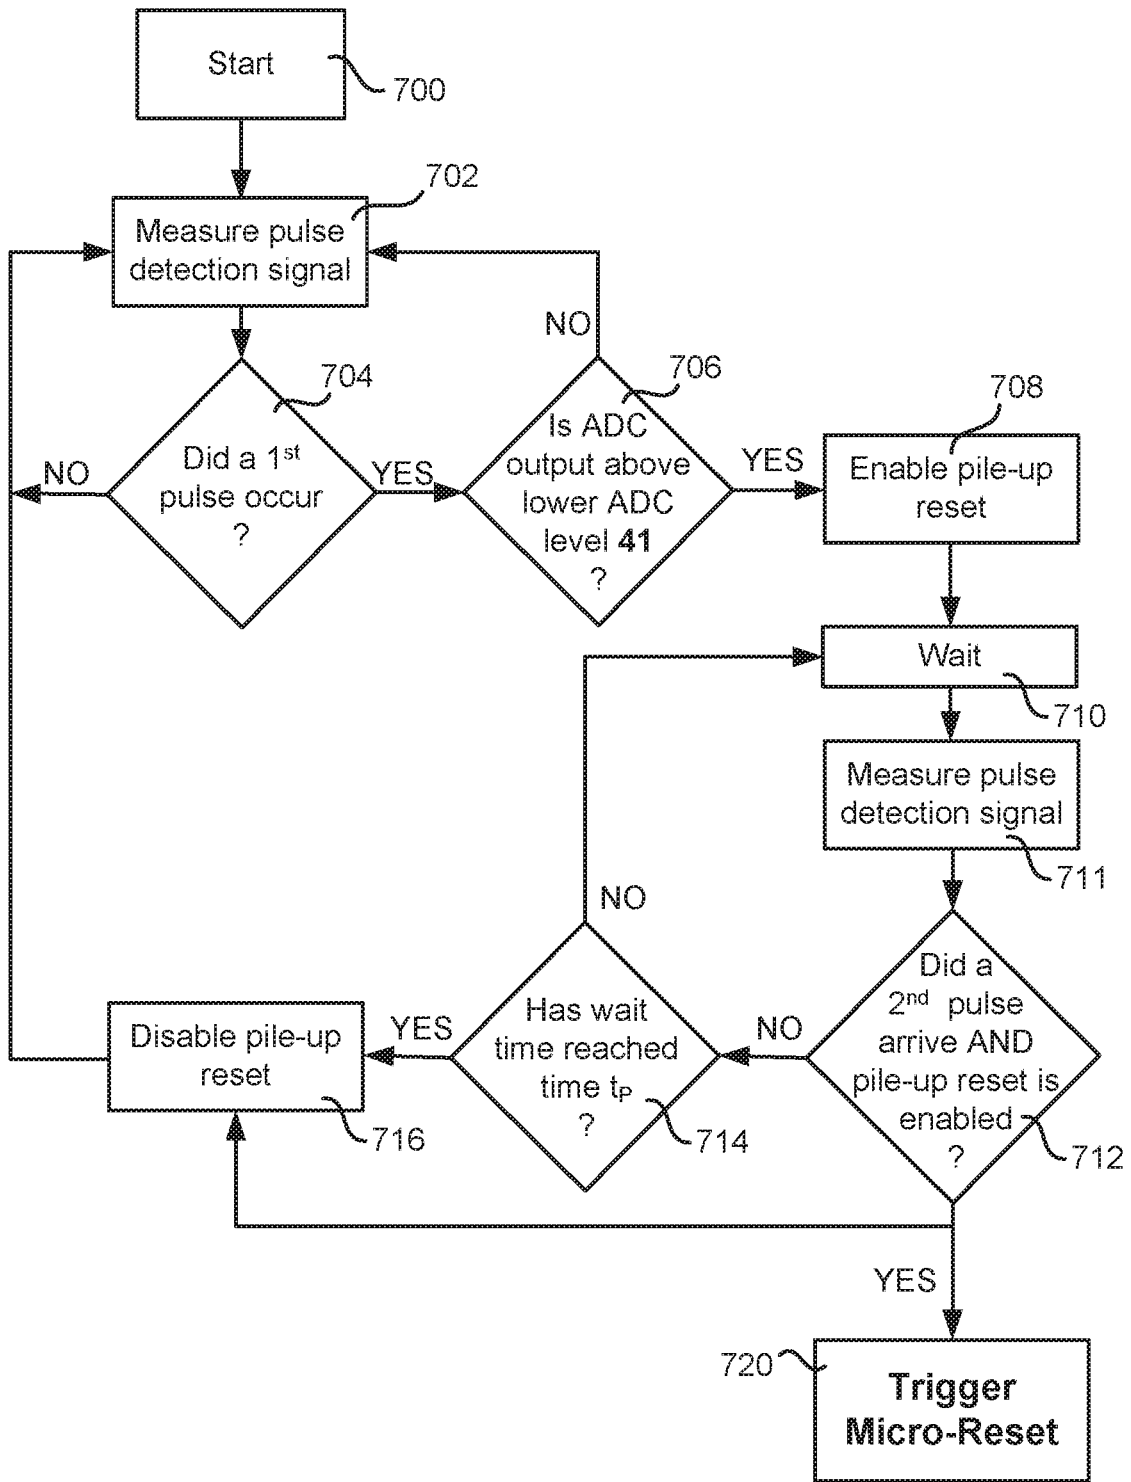 Start
700
702
Measure pulse
detection signal
NO
704
706
708
Did a 1st
pulse occur
?
NO
YES
Is ADC
output above
lower ADC
level 41
?
YES
Enable pile-up
reset
Wait
710
Measure pulse
detection signal
711
NO
Did a
2nd pulse
arrive AND
pile-up reset is
enabled
?
712
NO
Has wait
time reached
time tP
?
714
YES
Disable pile-up
reset
716
YES
720
Trigger
Micro-Reset